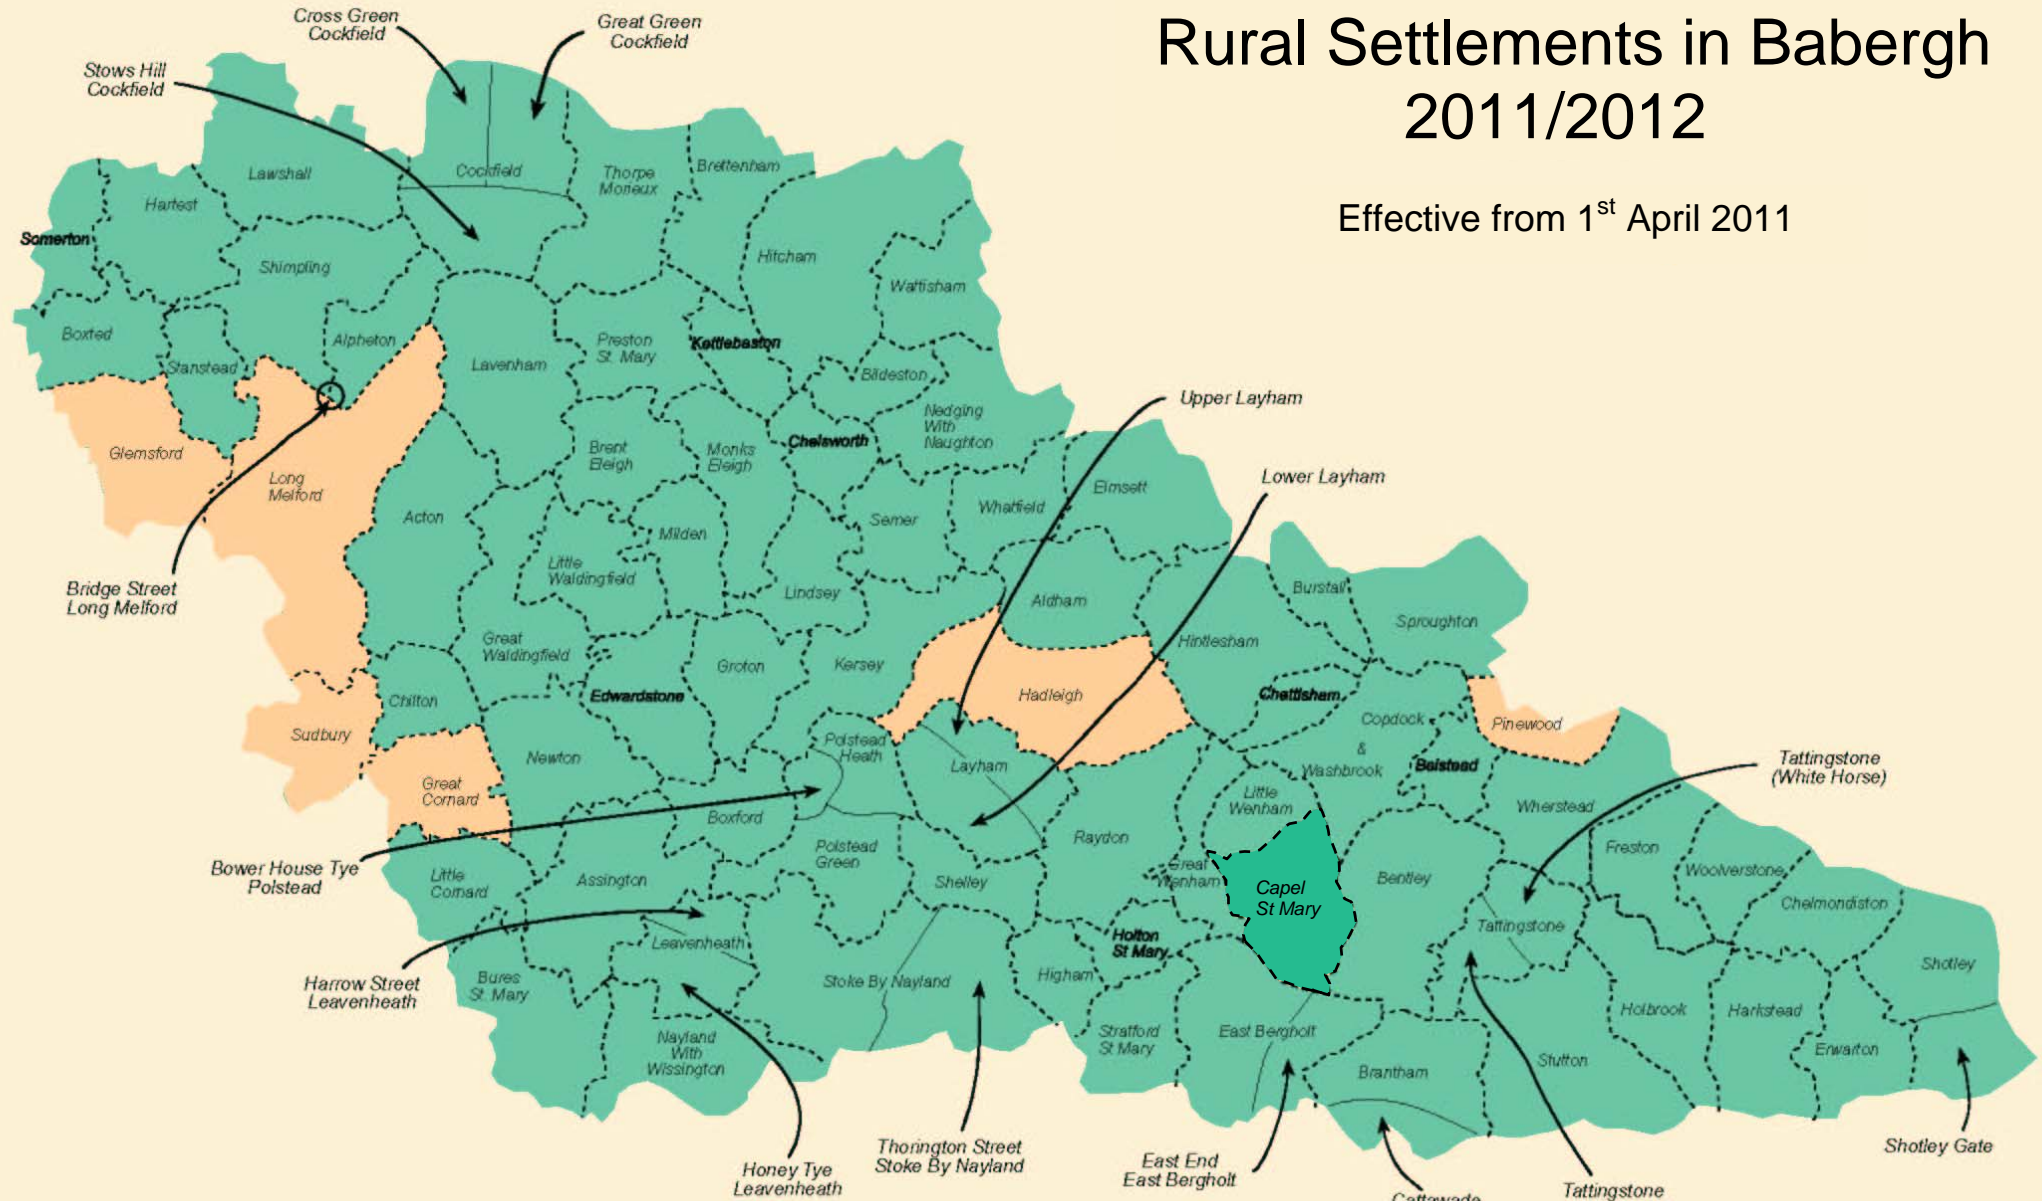 Rural Settlements in Babergh
2011/2012
Effective from 1st April 2011
Cross Green
Cockfield
Great Green
Cockfield
Stows Hill
Cockfield
Lawshall
Cockfield
Thorpe
Morieux
Brettenham
Hartest
Somerton
Shimpling
Hitcham
Wattisham
Boxted
Alpheton
Stanstead
Lavenham
Preston
St. Mary
Kettlebaston
Bildeston
Upper Layham
Nedging
With
Naughton
Chelsworth
Glemsford
Long
Melford
Brent
Eleigh
Monks
Eleigh
Lower Layham
Elmsett
Whatfield
Semer
Acton
Milden
Little
Waldingfield
Lindsey
Bridge Street
Long Melford
Aldham
Burstall
Sproughton
Hintlesham
Great
Waldingfield
Groton
Kersey
Edwardstone
Hadleigh
Chattisham
Chilton
Copdock
&
Washbrook
Pinewood
Sudbury
Newton
Polstead
Heath
Layham
Belstead
Tattingstone
(White Horse)
Great
Cornard
Little
Wenham
Wherstead
Boxford
Raydon
Polstead
Green
Freston
Woolverstone
Bower House Tye
Polstead
Little
Cornard
Assington
Shelley
Great
Wenham
Capel
St Mary
Bentley
Chelmondiston
Tattingstone
Leavenheath
Holton
St Mary
Harrow Street
Leavenheath
Bures
St. Mary
Stoke By Nayland
Higham
Shotley
Holbrook
Harkstead
Nayland
With
Wissington
Stratford
St Mary
East Bergholt
Erwarton
Stutton
Brantham
Thorington Street
Stoke By Nayland
Honey Tye
Leavenheath
East End
East Bergholt
Cattawade
Tattingstone
Shotley Gate